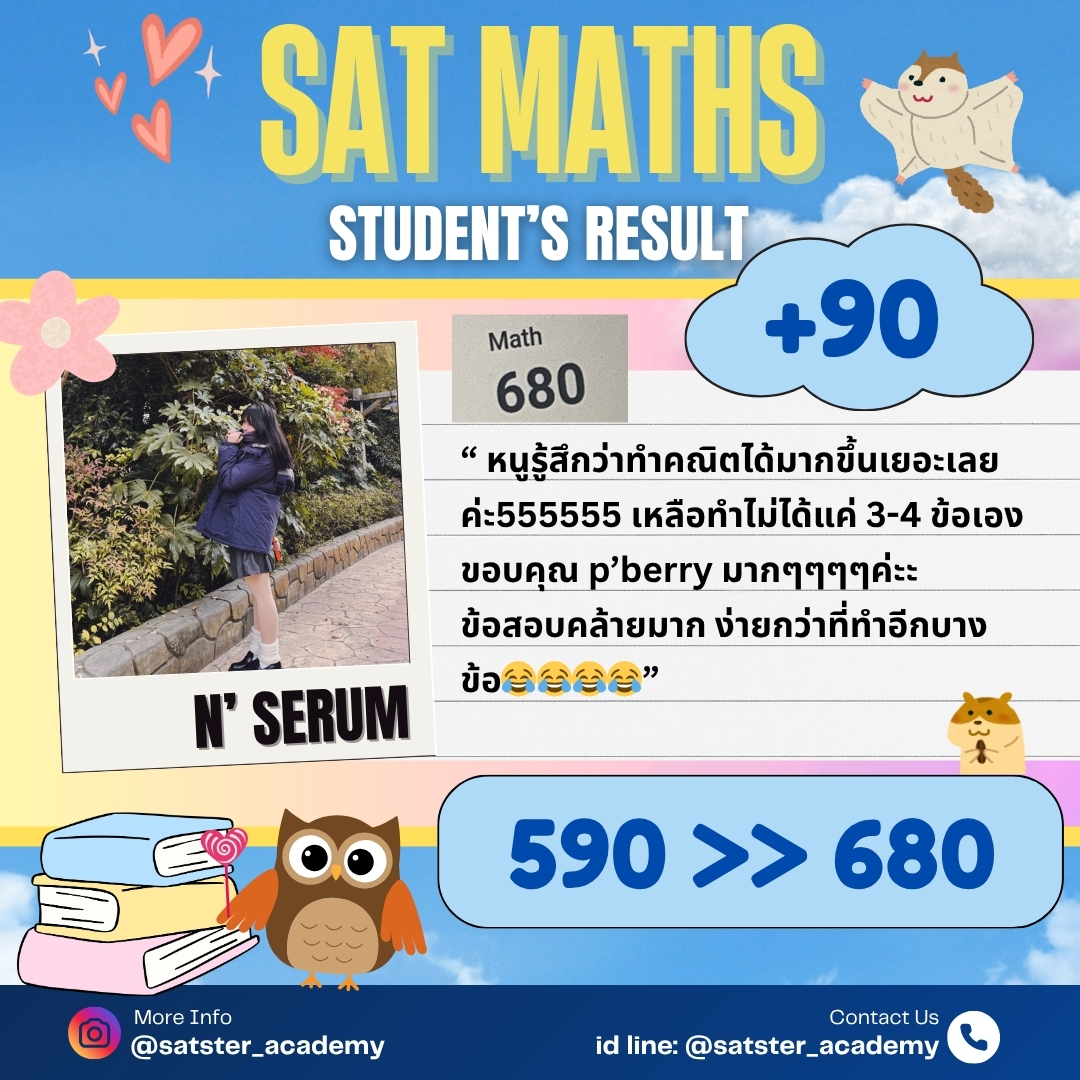 SAT MATHS
STUDENT'S RESULT
+90
Math
680
“ หนูรู้สึกว่าทำคณิตได้มากขึ้นเยอะเลย
ค่ะ555555 เหลือทำไม่ได้แค่ 3-4 ข้อเอง
ขอบคุณ p’berry มากๆๆๆๆค่ะะ
ข้อสอบคล้ายมาก ง่ายกว่าที่ทำอีกบาง
ข้อ😂😂😂😂”
N’ SERUM
590 >> 680
More Info
@satster_academy
Contact Us
id line: @satster_academy